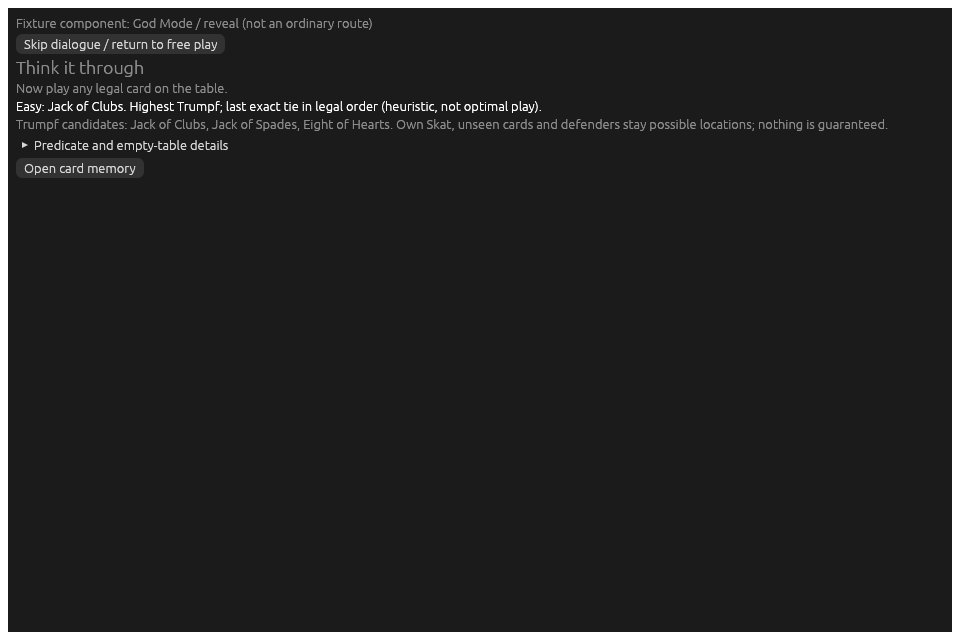 Fixture component: God Mode / reveal (not an ordinary route)
Skip dialogue / return to free play
Think it through
Now play any legal card on the table.
Easy: Jack of Clubs. Highest Trumpf; last exact tie in legal order (heuristic, not optimal play).
Trumpf candidates: Jack of Clubs, Jack of Spades, Eight of Hearts. Own Skat, unseen cards and defenders stay possible locations; nothing is guaranteed.
Predicate and empty-table details
Open card memory